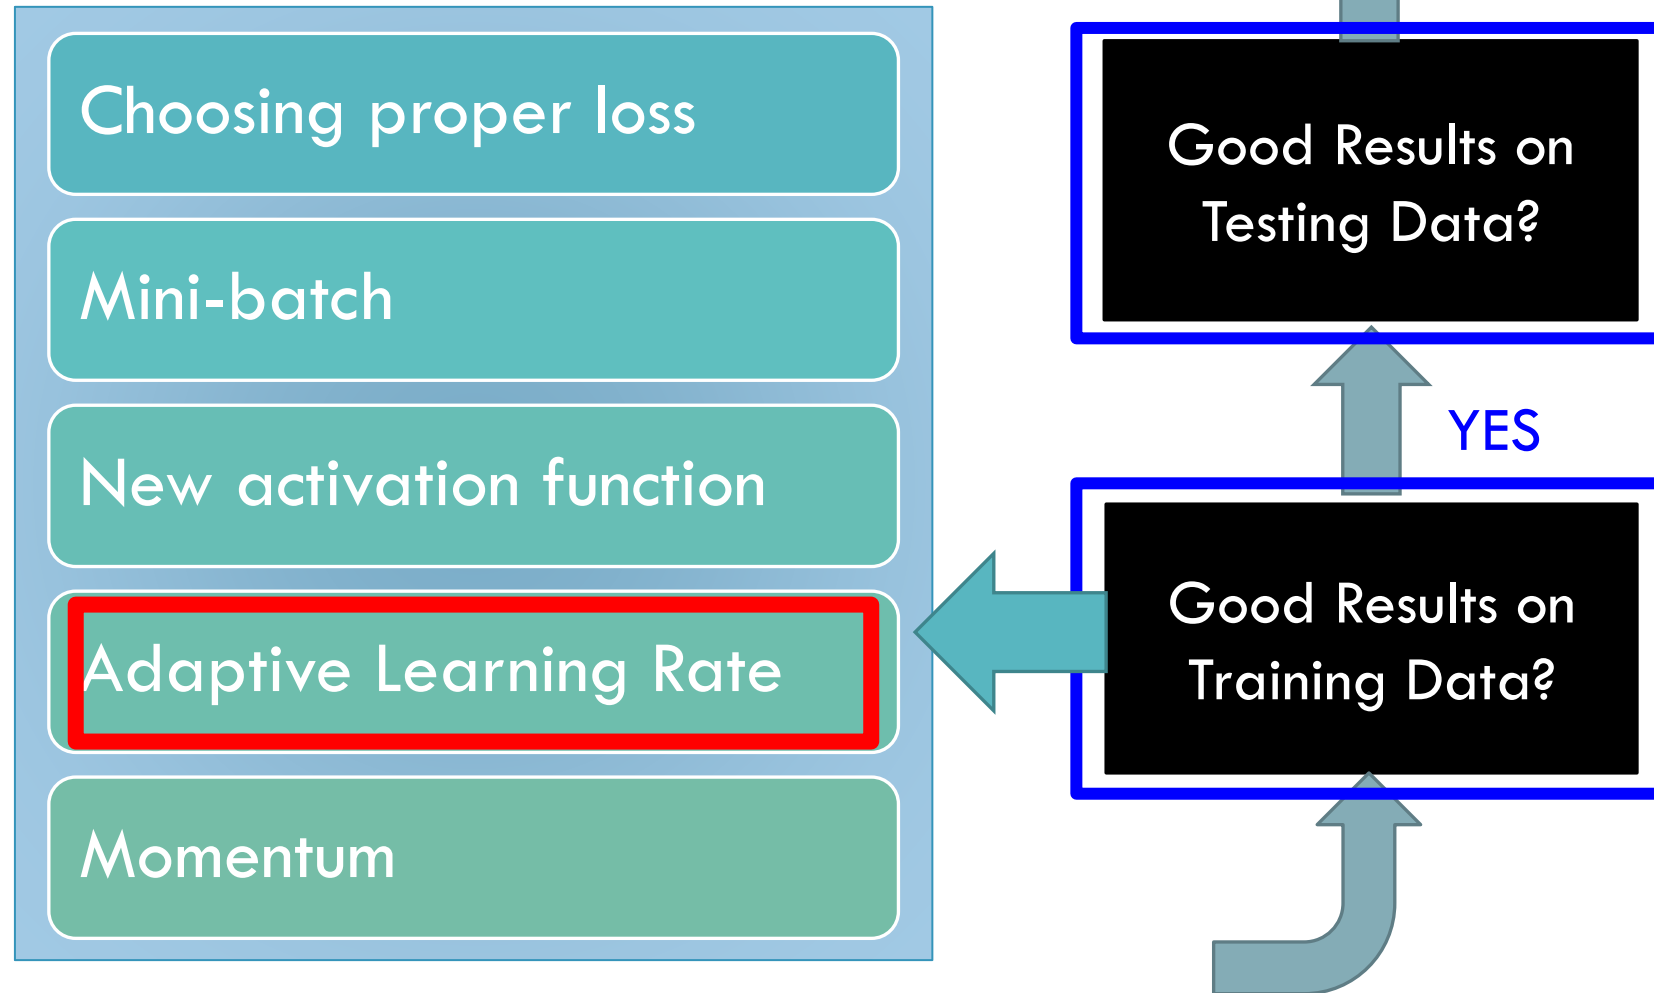 Choosing proper loss
Mini-batch
New activation function
Adaptive Learning Rate
Momentum
Good Results on
Testing Data?
YES
Good Results on
Training Data?